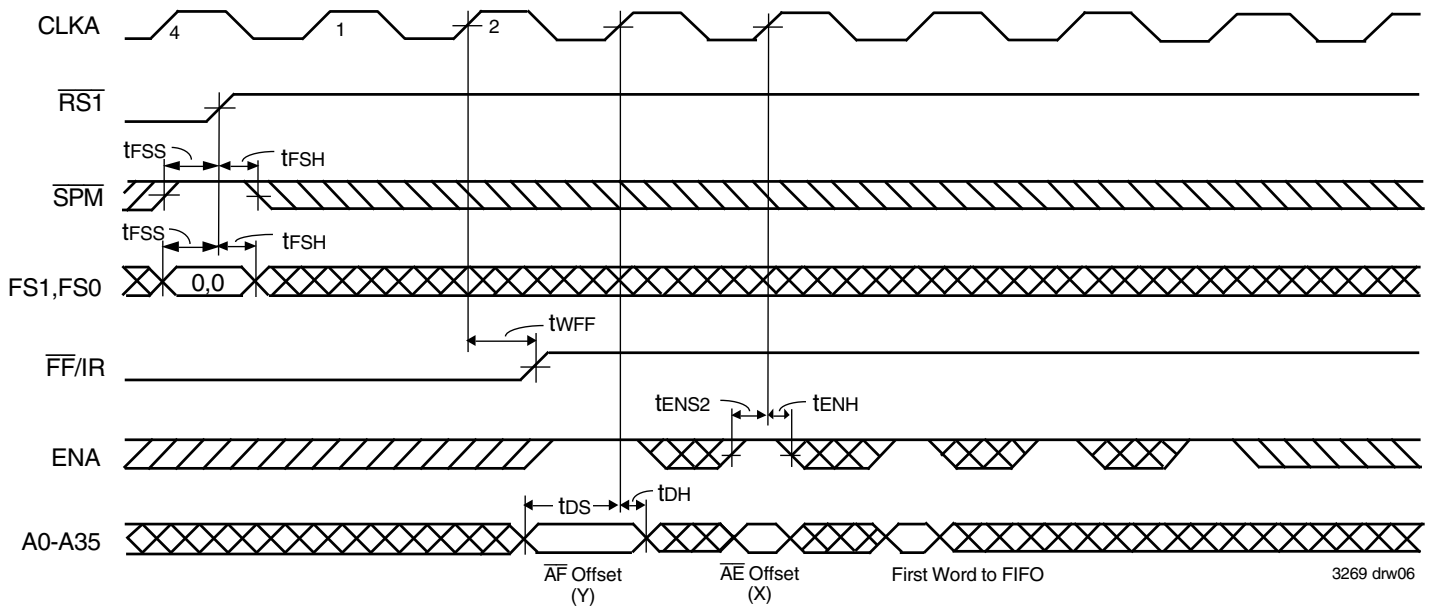 CLKA 4 1 2
RS1
tFSS tFSH
SPM
tFSS tFSH
FS1,FS0 0,0
tWFF
FF/IR
tENS2 tENH
ENA
tDS tDH
A0-A35
AF Offset AE Offset First Word to FIFO 3269 drw06
(Y) (X)